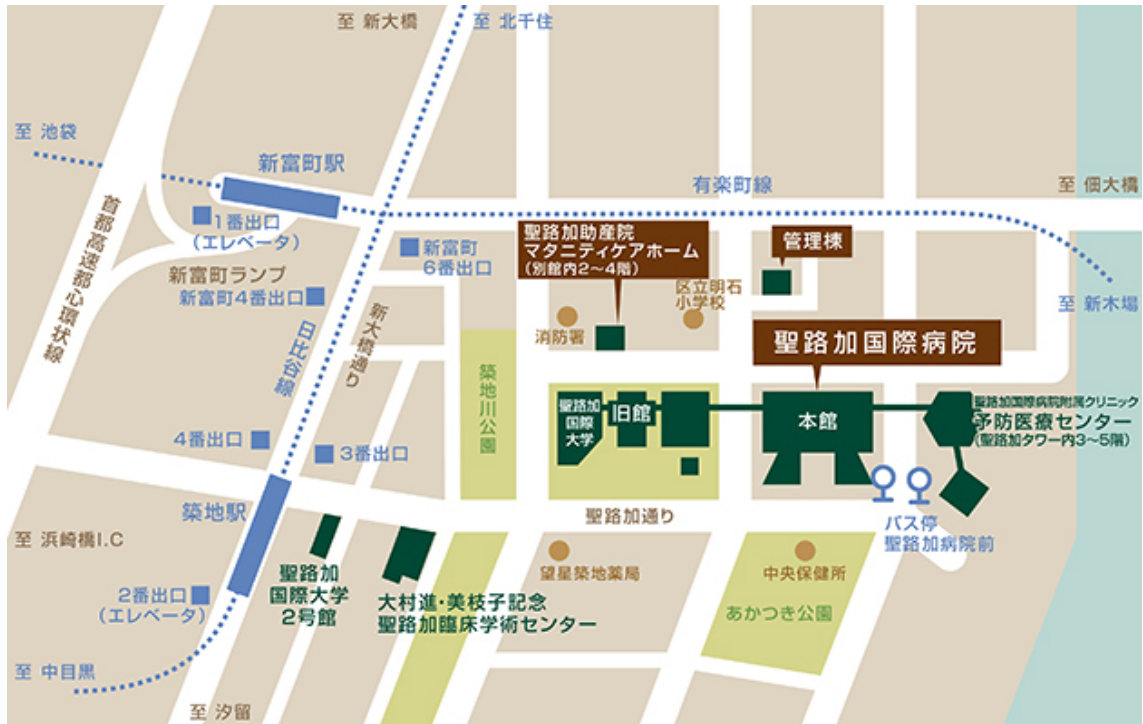 至 新大橋
至 北千住
至 池袋
新富町駅
有楽町線
至 佃大橋
首都高速都心環状線
1番出口
(エレベータ)
新富町
6番出口
聖路加助産院
マタニティケアホーム
(別館内2〜4階)
管理棟
新富町ランプ
新富町4番出口
区立明石
小学校
至 新木場
日比谷線
新大橋通り
消防署
聖路加国際病院
築地川公園
聖路加
国際
大学
旧館
本館
聖路加国際病院附属クリニック
予防医療センター
(聖路加タワー内3〜5階)
4番出口
3番出口
築地駅
聖路加通り
バス停
聖路加病院前
至 浜崎橋I.C
聖路加
国際大学
2号館
大村進・美枝子記念
聖路加臨床学術センター
望星築地薬局
中央保健所
あかつき公園
2番出口
(エレベータ)
至 中目黒
至 汐留